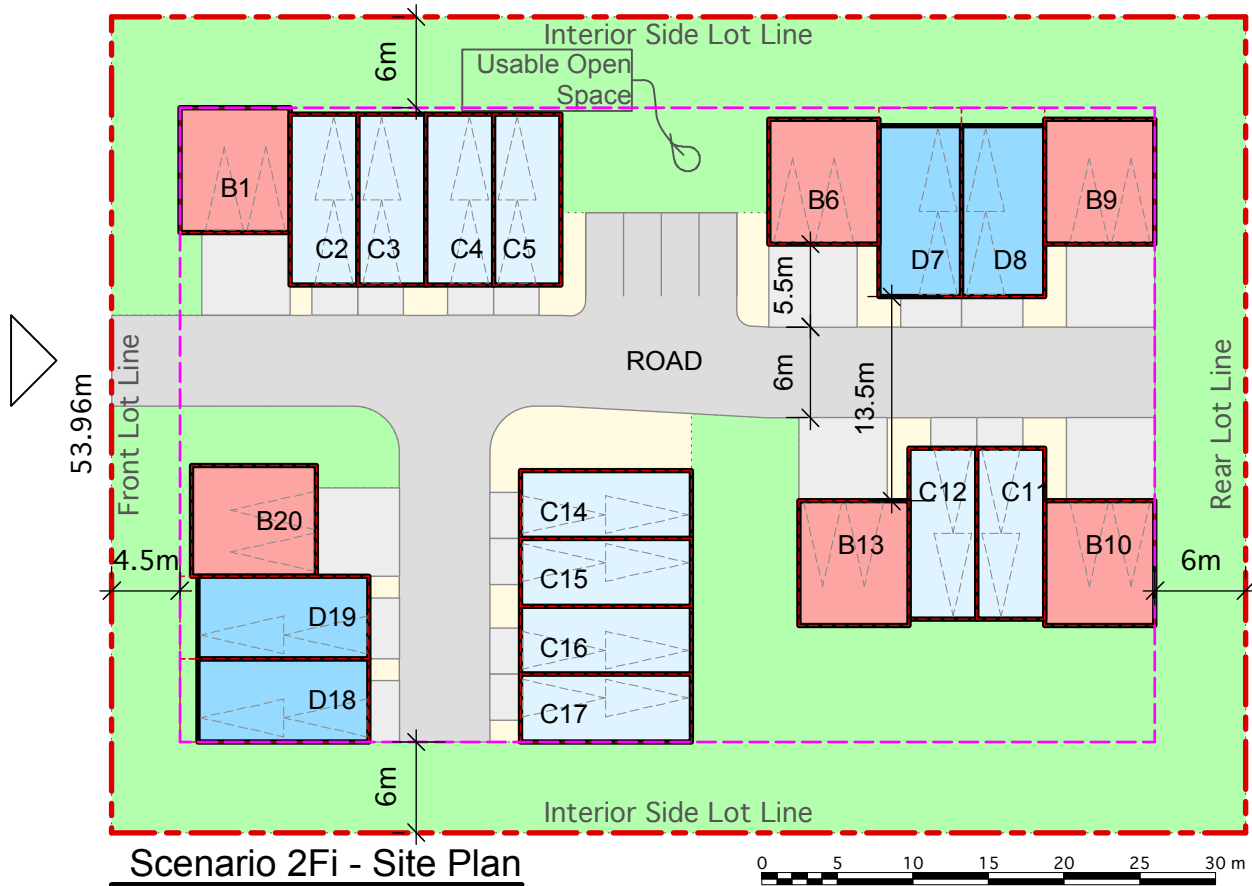 Interior Side Lot Line
6m
Usable Open
Space
B1
C2
C3
C4
C5
B6
D7
D8
B9
5.5m
ROAD
6m
13.5m
53.96m
Front Lot Line
Rear Lot Line
B20
C14
C12
C11
B13
B10
4.5m
C15
6m
D19
C16
D18
C17
6m
Interior Side Lot Line
Scenario 2Fi - Site Plan
0 5 10 15 20 25 30 m